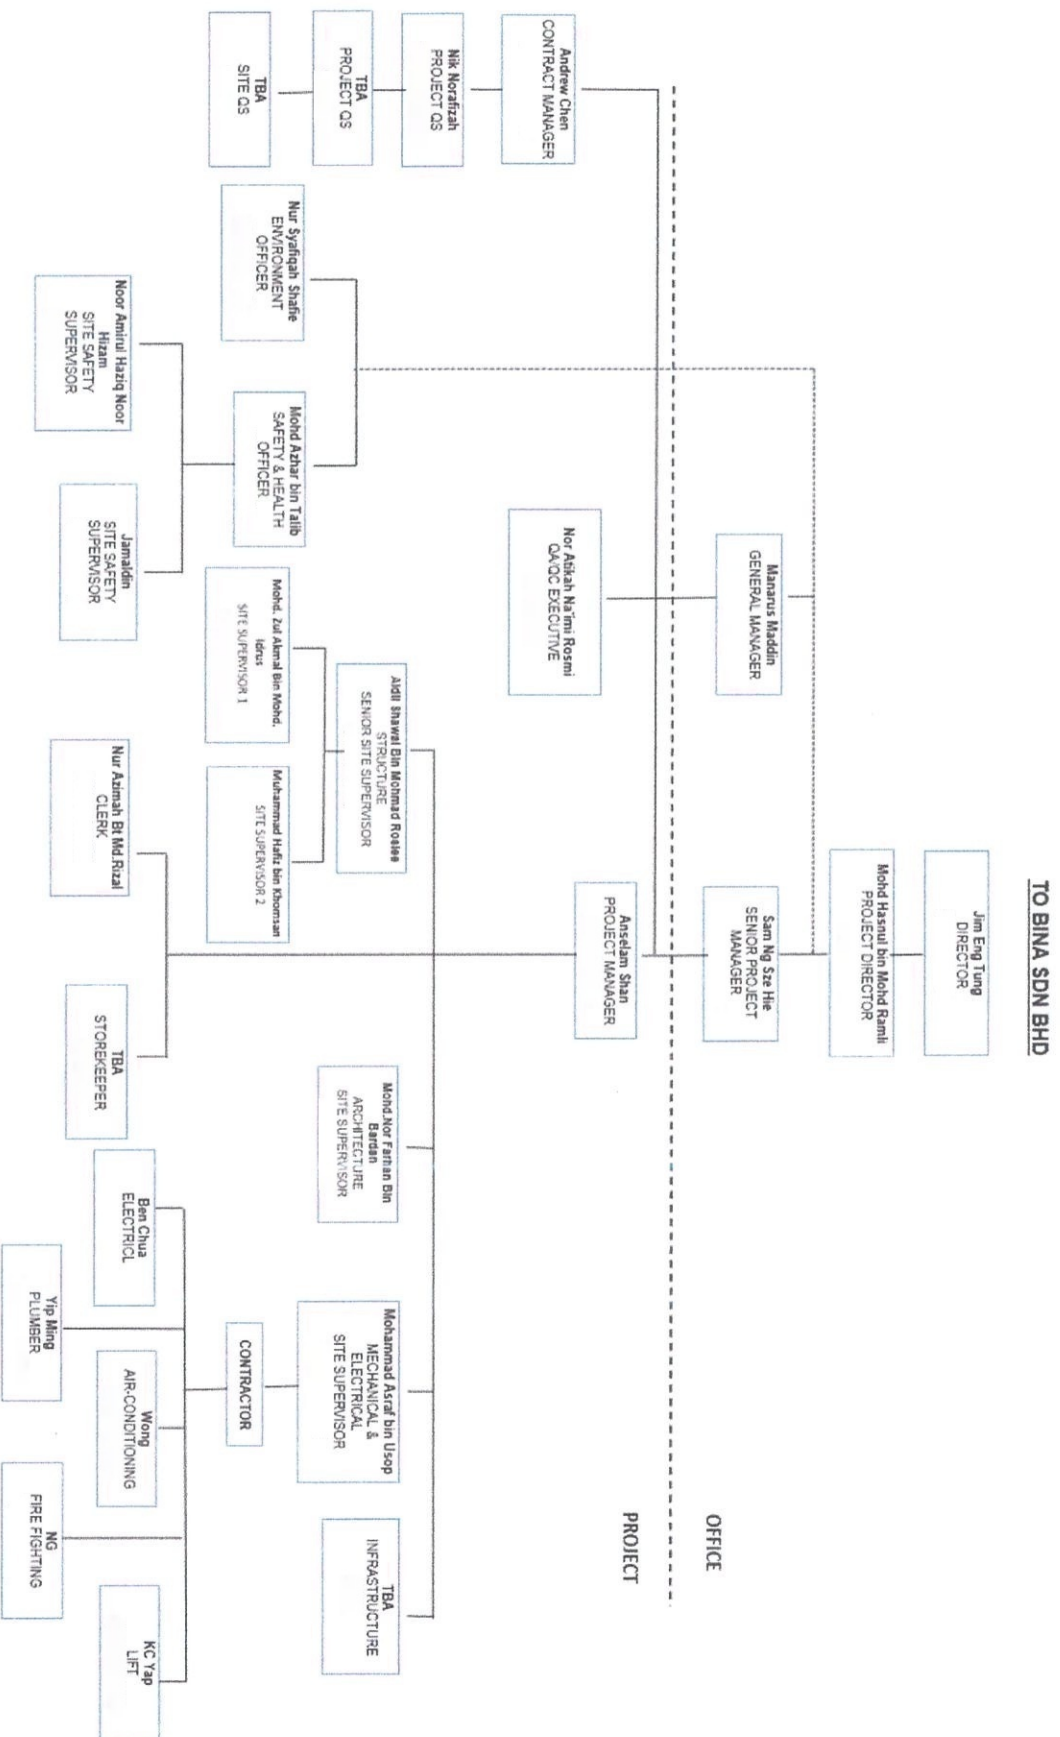 TO BINA SDN BHD
Jim Eng Tung
DIRECTOR
Mohd Hasnul bin Mohd Ramli
PROJECT DIRECTOR
Manarus Maddin
GENERAL MANAGER
Sam Ng Sze Hie
SENIOR PROJECT
MANAGER
OFFICE
PROJECT
Andrew Chen
CONTRACT MANAGER
Nor Atikah Na'imi Rosmi
QA/QC EXECUTIVE
Anselam Shan
PROJECT MANAGER
Nik Norafizah
PROJECT QS
TBA
PROJECT QS
TBA
SITE QS
Nur Syafiqah Shafie
ENVIRONMENT
OFFICER
Mohd Azhar bin Talib
SAFETY & HEALTH
OFFICER
Noor Amirul Haziq Noor
Hizam
SITE SAFETY
SUPERVISOR
Jamaldin
SITE SAFETY
SUPERVISOR
Aidil Shawal Bin Mohmad Roslee
STRUCTURE
SENIOR SITE SUPERVISOR
Mohd. Zul Akmal Bin Mohd.
Idrus
SITE SUPERVISOR 1
Muhammad Hafiz bin Khomsan
SITE SUPERVISOR 2
Mohd.Nor Farhan Bin
Bardan
ARCHITECTURE
SITE SUPERVISOR
Mohammad Asraf bin Usop
MECHANICAL &
ELECTRICAL
SITE SUPERVISOR
TBA
INFRASTRUCTURE
Nur Azimah Bt Md.Rizal
CLERK
TBA
STOREKEEPER
CONTRACTOR
Ben Chua
ELECTRICL
Yip Ming
PLUMBER
Wong
AIR-CONDITIONING
NG
FIRE FIGHTING
KC Yap
LIFT